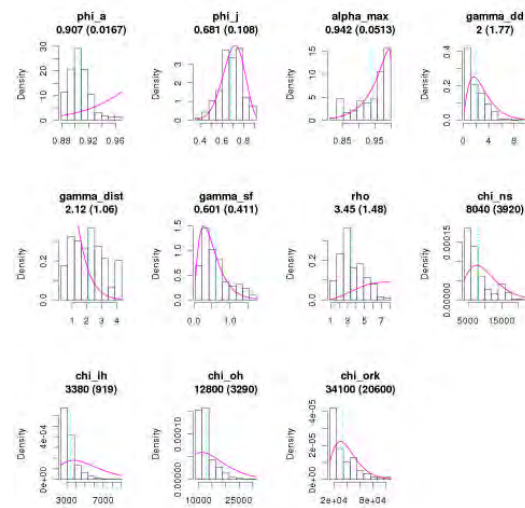 phi_a
0.907 (0.0167)
phi_j
0.681 (0.108)
alpha_max
0.942 (0.0513)
gamma_dd
2 (1.77)
Density
0 10 20 30
0.88 0.92 0.96
Density
0 1 2 3
0.4 0.6 0.8
Density
0 5 10 15
0.85 0.95
Density
0.0 0.2 0.4
0 4 8
gamma_dist
2.12 (1.06)
gamma_sf
0.601 (0.411)
rho
3.45 (1.48)
chi_ns
8040 (3920)
Density
0.0 0.2
1 2 3 4
Density
0.0 0.5 1.0 1.5
0.0 1.0
Density
0.0 0.2
1 3 5 7
Density
0.00000 0.00015
5000 15000
chi_ih
3380 (919)
chi_oh
12800 (3290)
chi_ork
34100 (20600)
Density
0e+00 4e-04
3000 7000
Density
0.00000 0.00015
10000 25000
Density
0e+00 2e-05 4e-05
2e+04 8e+04